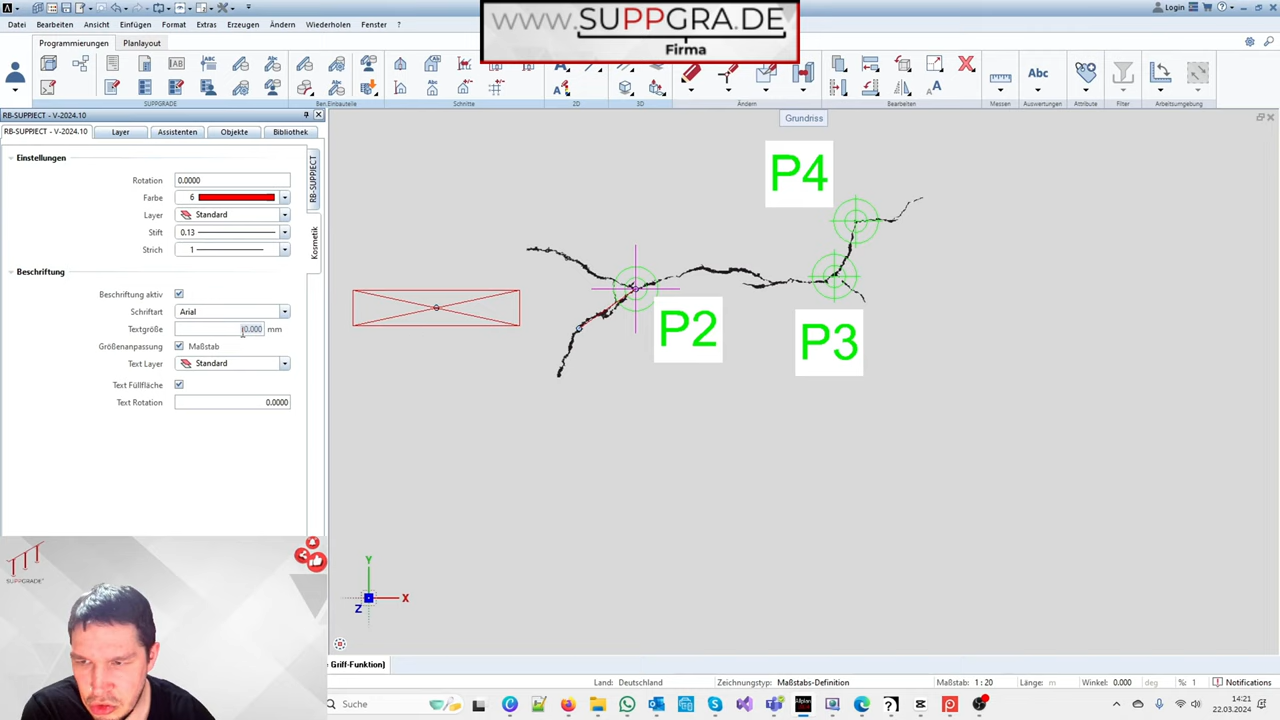 Datei Bearbeiten Ansicht Einfügen Format Extras Erzeugen Ändern Wiederholen Fenster ?
Login
www.SUPPGRA.DE
Firma
Programmierungen Planlayout
SUPPGRADE Ben.Einbauteile Schnitte 2D 3D Ändern Bearbeiten Messen Auswertungen Attribute Filter Arbeitsumgebung
Abc
RB-SUPPJECT - V-2024.10
RB-SUPPJECT - V-2024.10 Layer Assistenten Objekte Bibliothek
Grundriss
Einstellungen
RB-SUPPJECT
Kosmetik
Rotation 0.0000
Farbe 6
Layer Standard
Stift 0.13
Strich 1
Beschriftung
Beschriftung aktiv
Schriftart Arial
Textgröße mm
Größenanpassung Maßstab
Text Layer Standard
Text Füllfläche
Text Rotation 0.0000
P4
P2
P3
Y
X
Z
SUPPGRADE
e Griff-Funktion)
Land: Deutschland Zeichnungstyp: Maßstabs-Definition Maßstab: 1 : 20 Länge: m Winkel: 0.000 deg %: 1 Notifications
Suche
14:21
22.03.2024